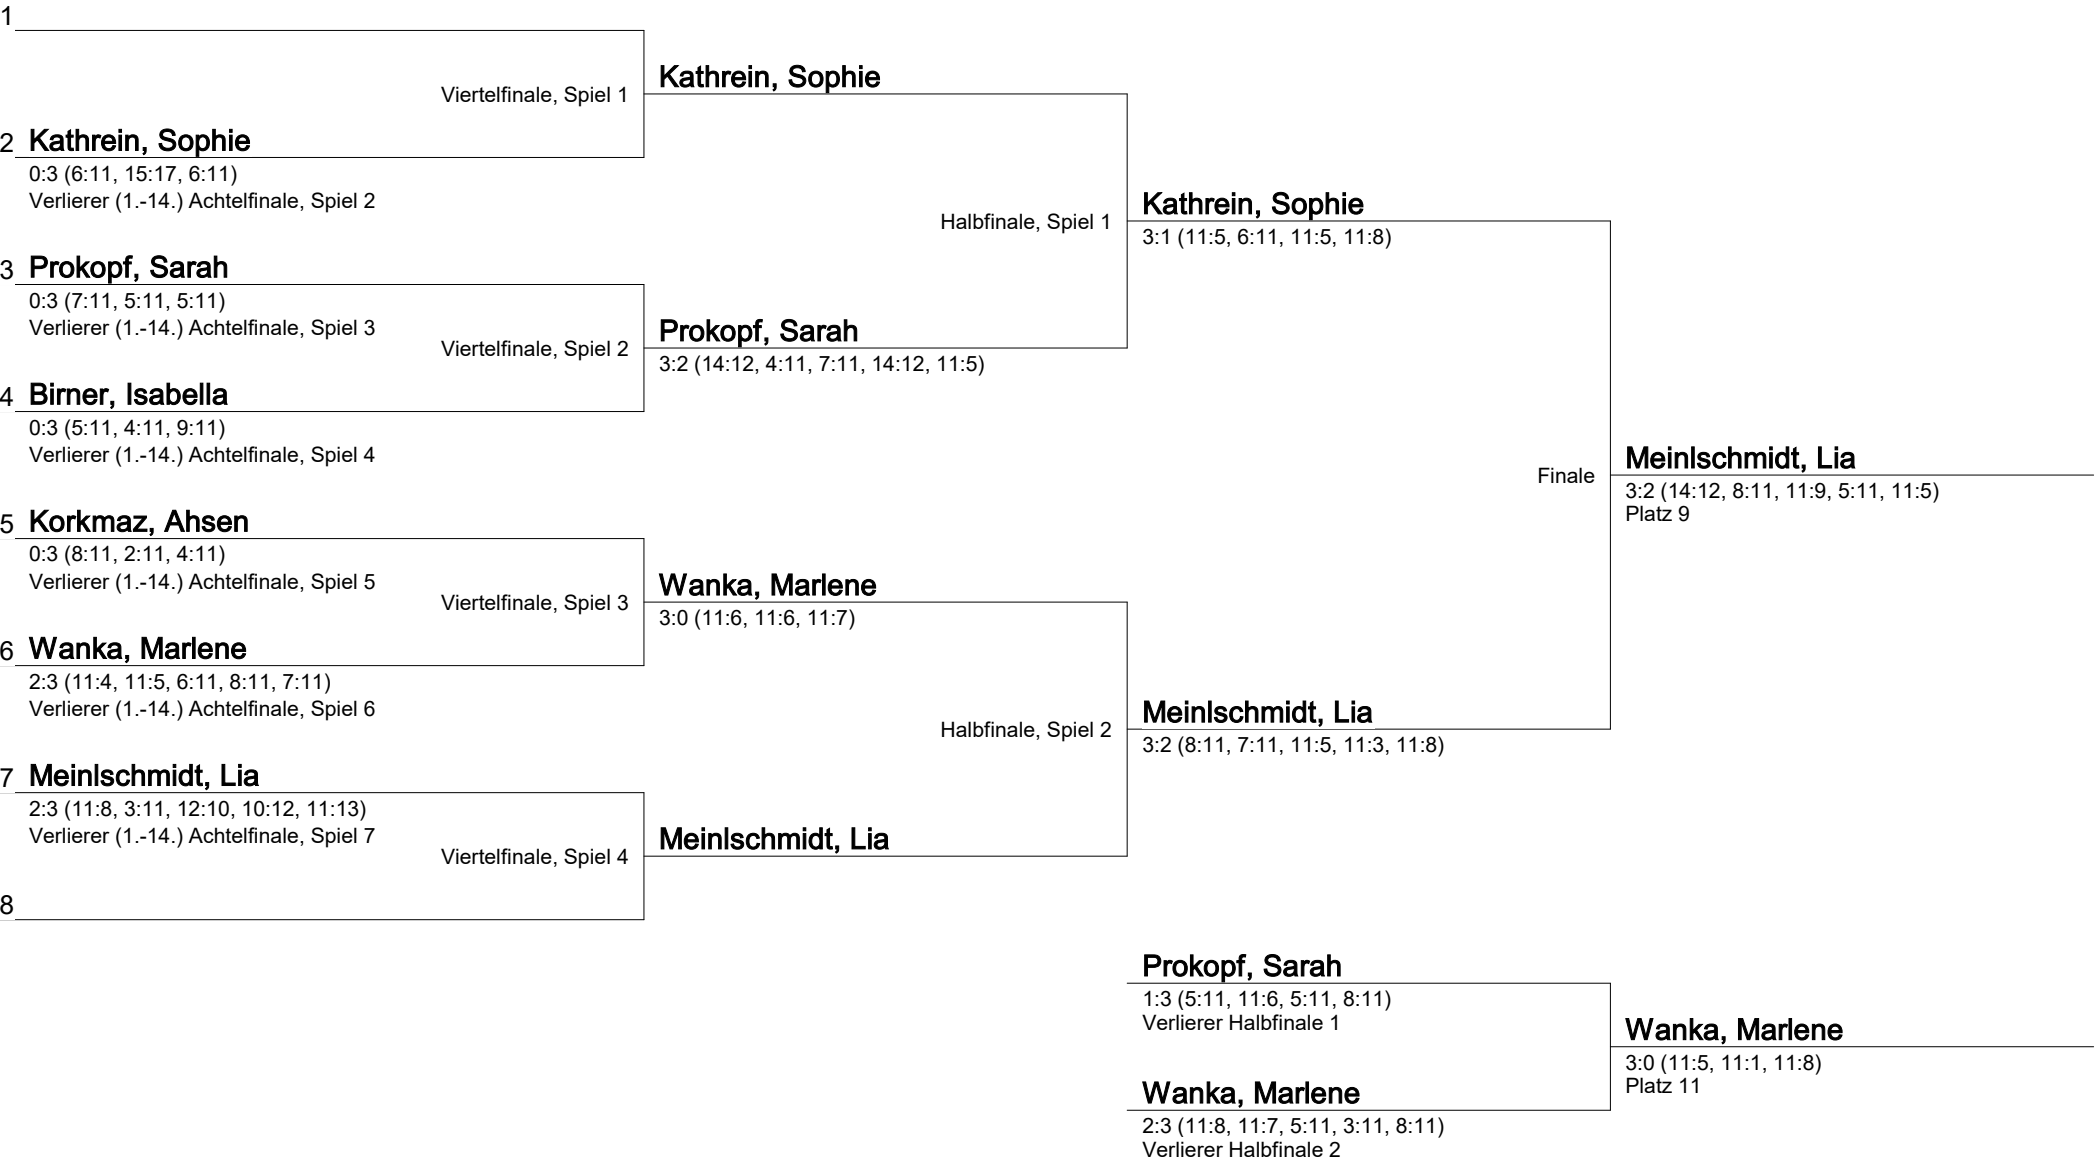 1
Viertelfinale, Spiel 1
Kathrein, Sophie
2 Kathrein, Sophie
0:3 (6:11, 15:17, 6:11)
Verlierer (1.-14.) Achtelfinale, Spiel 2
Halbfinale, Spiel 1
Kathrein, Sophie
3:1 (11:5, 6:11, 11:5, 11:8)
3 Prokopf, Sarah
0:3 (7:11, 5:11, 5:11)
Verlierer (1.-14.) Achtelfinale, Spiel 3
Viertelfinale, Spiel 2
Prokopf, Sarah
3:2 (14:12, 4:11, 7:11, 14:12, 11:5)
4 Birner, Isabella
0:3 (5:11, 4:11, 9:11)
Verlierer (1.-14.) Achtelfinale, Spiel 4
Finale
Meinlschmidt, Lia
3:2 (14:12, 8:11, 11:9, 5:11, 11:5)
Platz 9
5 Korkmaz, Ahsen
0:3 (8:11, 2:11, 4:11)
Verlierer (1.-14.) Achtelfinale, Spiel 5
Viertelfinale, Spiel 3
Wanka, Marlene
3:0 (11:6, 11:6, 11:7)
6 Wanka, Marlene
2:3 (11:4, 11:5, 6:11, 8:11, 7:11)
Verlierer (1.-14.) Achtelfinale, Spiel 6
Halbfinale, Spiel 2
Meinlschmidt, Lia
3:2 (8:11, 7:11, 11:5, 11:3, 11:8)
7 Meinlschmidt, Lia
2:3 (11:8, 3:11, 12:10, 10:12, 11:13)
Verlierer (1.-14.) Achtelfinale, Spiel 7
Viertelfinale, Spiel 4
Meinlschmidt, Lia
8
Prokopf, Sarah
1:3 (5:11, 11:6, 5:11, 8:11)
Verlierer Halbfinale 1
Wanka, Marlene
3:0 (11:5, 11:1, 11:8)
Platz 11
Wanka, Marlene
2:3 (11:8, 11:7, 5:11, 3:11, 8:11)
Verlierer Halbfinale 2